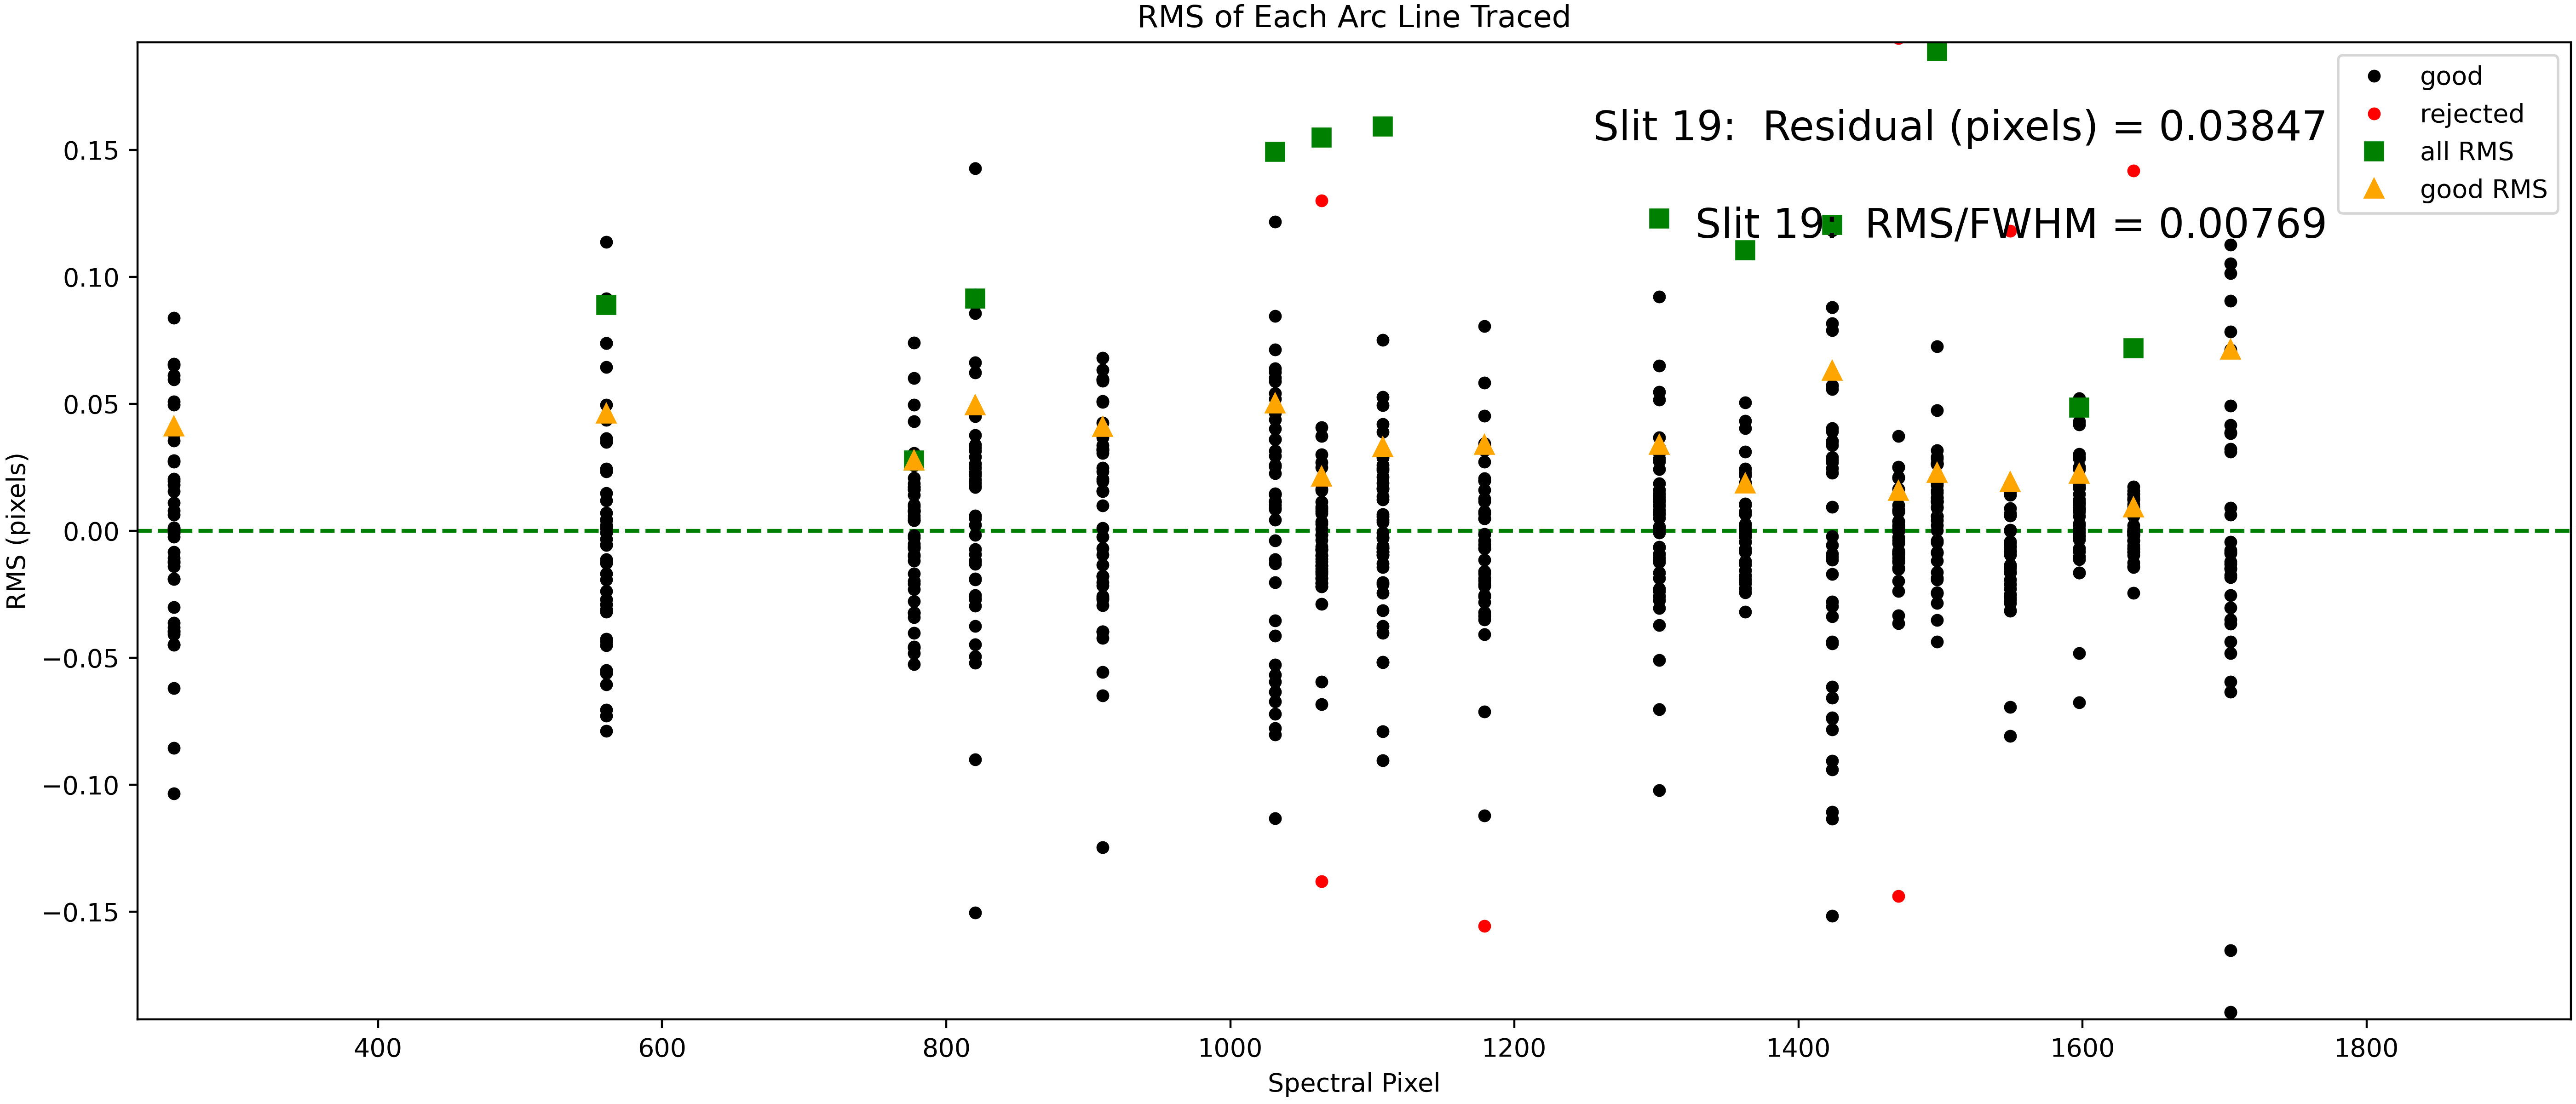 RMS of Each Arc Line Traced
good
rejected
all RMS
good RMS
Slit 19:  Residual (pixels) = 0.03847
Slit 19:  RMS/FWHM = 0.00769
RMS (pixels)
0.15
0.10
0.05
0.00
−0.05
−0.10
−0.15
400 600 800 1000 1200 1400 1600 1800
Spectral Pixel